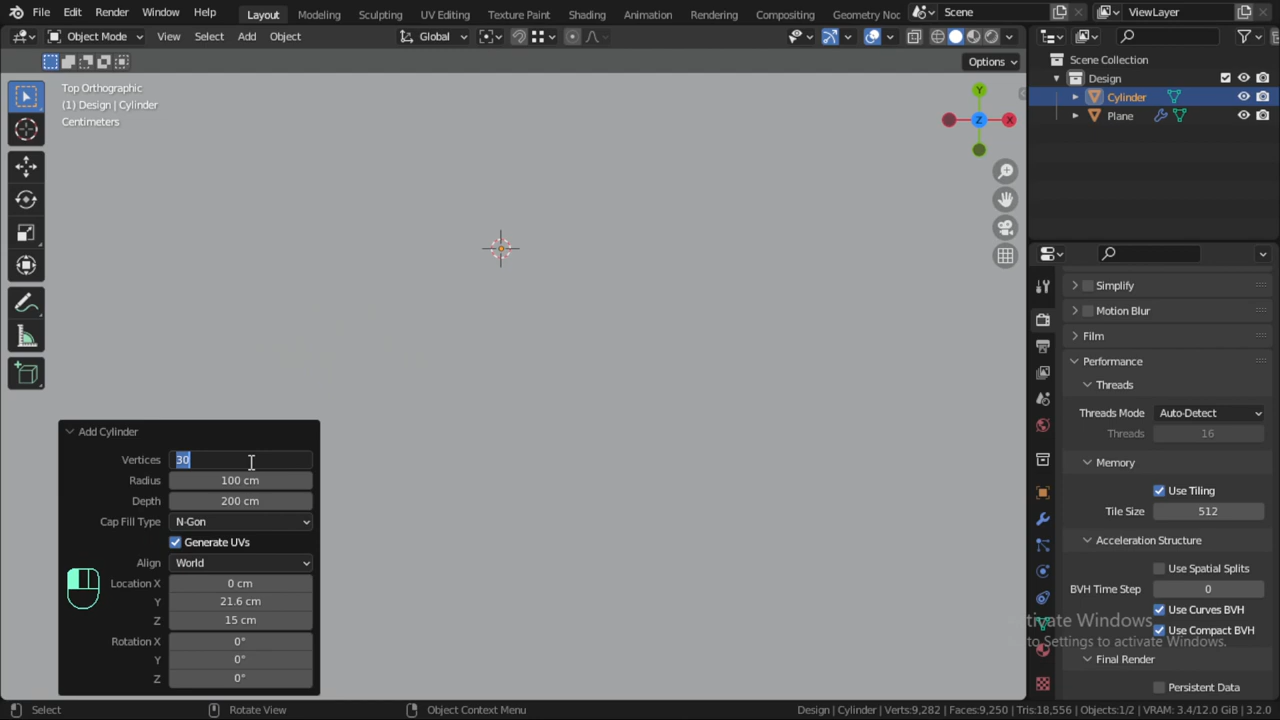 File Edit Render Window Help Layout Modeling Sculpting UV Editing Texture Paint Shading Animation Rendering Compositing Geometry Noc Scene ViewLayer
Object Mode View Select Add Object Global
Options
Top Orthographic
(1) Design | Cylinder
Centimeters
Y
Z
X
Scene Collection
Design
Cylinder
Plane
Simplify
Motion Blur
Film
Performance
Threads
Threads Mode Auto-Detect
Threads 16
Memory
Use Tiling
Tile Size 512
Acceleration Structure
Use Spatial Splits
BVH Time Step 0
Use Curves BVH
Use Compact BVH
Final Render
Persistent Data
tivate Windows
to Settings to activate Windows.
Add Cylinder
Vertices 30
Radius 100 cm
Depth 200 cm
Cap Fill Type N-Gon
Generate UVs
Align World
Location X 0 cm
Y 21.6 cm
Z 15 cm
Rotation X 0°
Y 0°
Z 0°
Select Rotate View Object Context Menu Design | Cylinder | Verts:9,282 | Faces:9,250 | Tris:18,556 | Objects:1/2 | VRAM: 3.4/12.0 GiB | 3.2.0